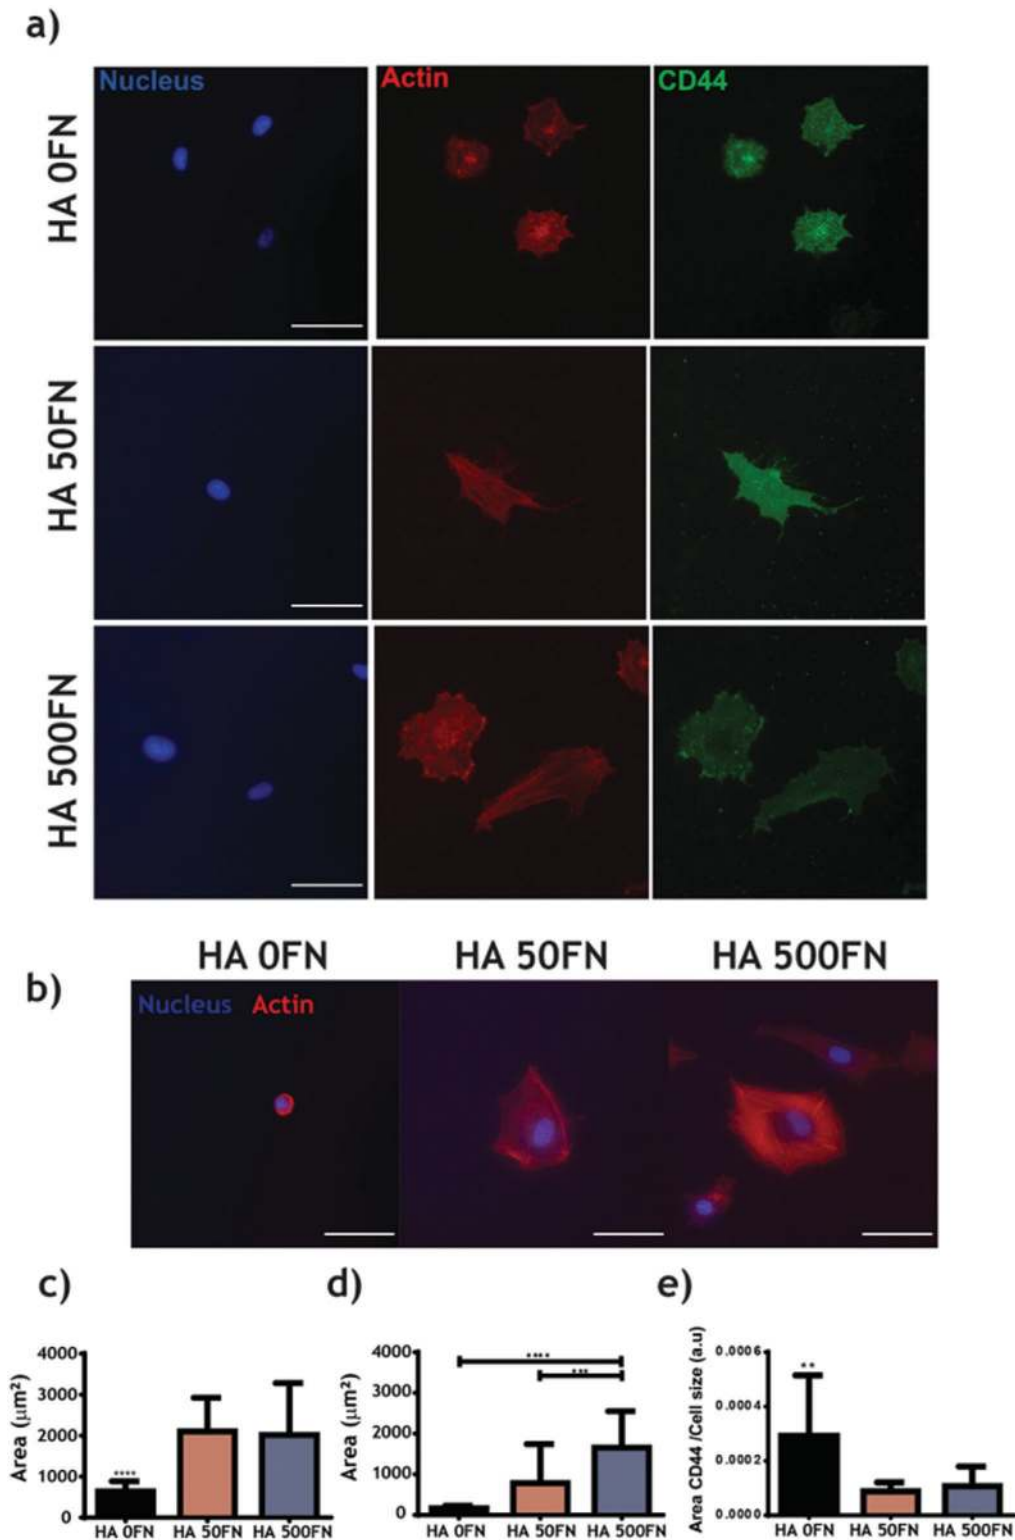 a)
Nucleus Actin CD44
HA 0FN
HA 50FN
HA 500FN
HA 0FN HA 50FN HA 500FN
b)
Nucleus Actin
c) d) e)
Area (μm²)
4000
3000
2000
1000
0
****
HA 0FN HA 50FN HA 500FN
Area (μm²)
4000
3000
2000
1000
0
****
***
HA 0FN HA 50FN HA 500FN
Area CD44 /Cell size (a.u)
0.0006
0.0004
0.0002
0.0000
**
HA 0FN HA 50FN HA 500FN